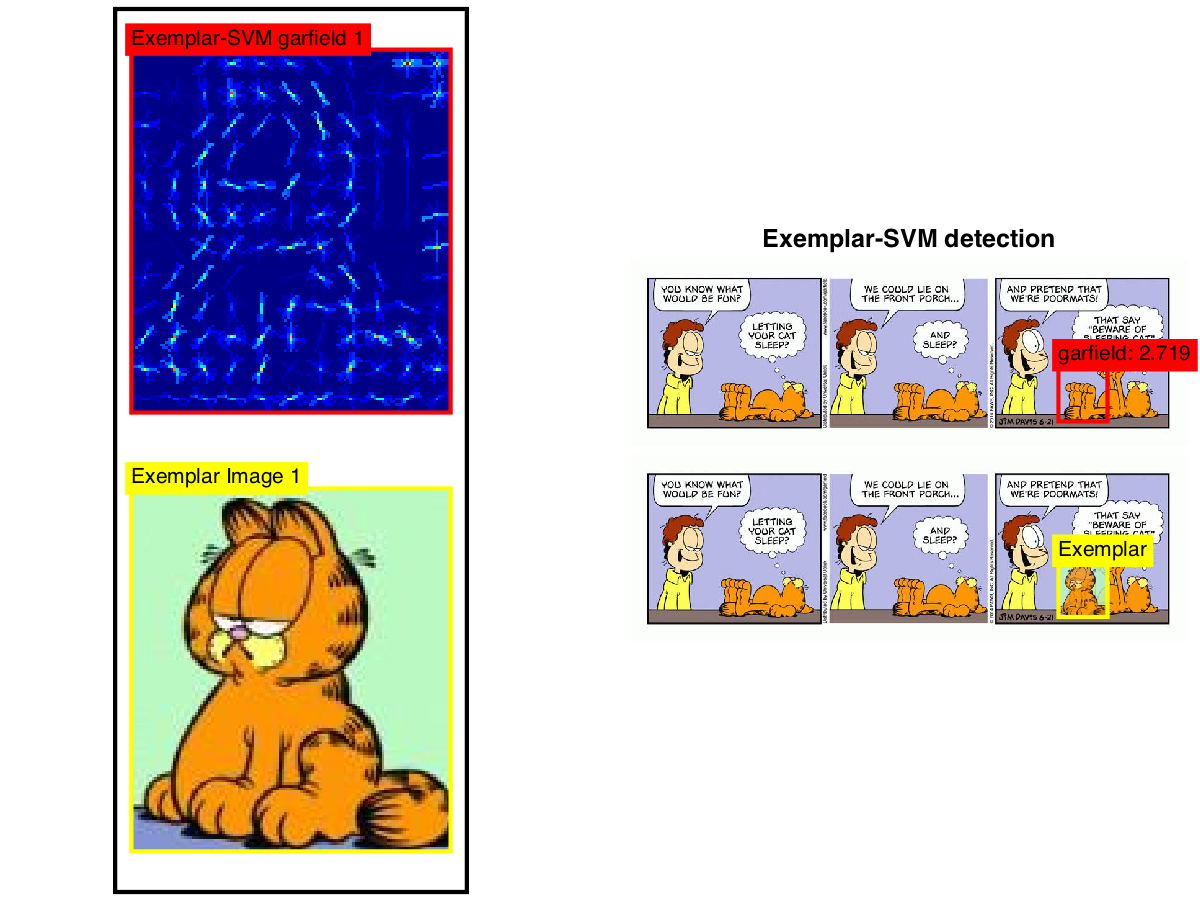 Exemplar-SVM garfield 1
Exemplar Image 1
Exemplar-SVM detection
YOU KNOW WHAT
WOULD BE FUN?
LETTING
YOUR CAT
SLEEP?
WE COULD LIE ON
THE FRONT PORCH...
AND
SLEEP?
AND PRETEND THAT
WE'RE DOORMATS!
THAT SAY
"BEWARE OF
SLEEPING CAT"
garfield: 2.719
JIM DAVIS 6-21
YOU KNOW WHAT
WOULD BE FUN?
LETTING
YOUR CAT
SLEEP?
WE COULD LIE ON
THE FRONT PORCH...
AND
SLEEP?
AND PRETEND THAT
WE'RE DOORMATS!
THAT SAY
"BEWARE OF
SLEEPING CAT"
Exemplar
JIM DAVIS 6-21